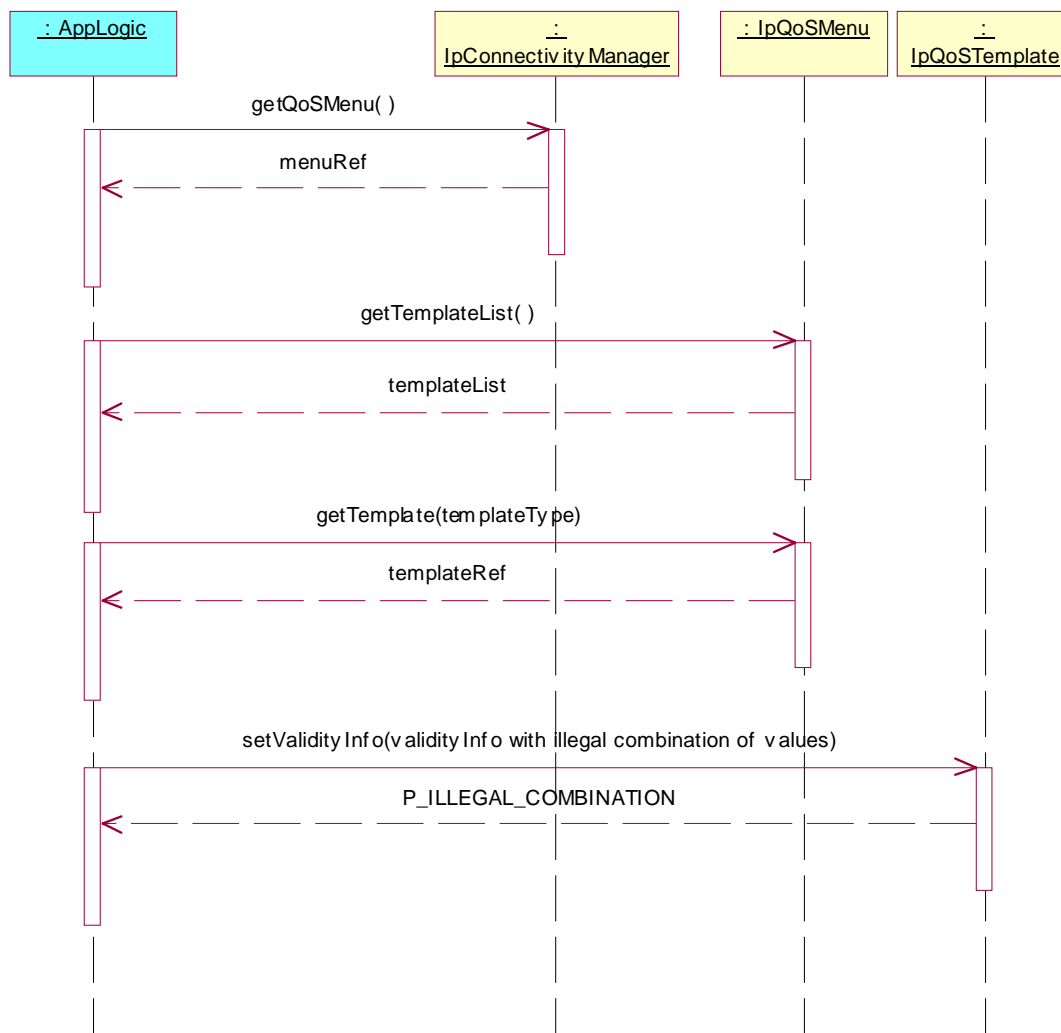 : AppLogic
:
IpConnectivityManager
: IpQoSMenu
:
IpQoSTemplate
getQoSMenu( )
menuRef
getTemplateList( )
templateList
getTemplate(templateType)
templateRef
setValidityInfo(validityInfo with illegal combination of values)
P_ILLEGAL_COMBINATION